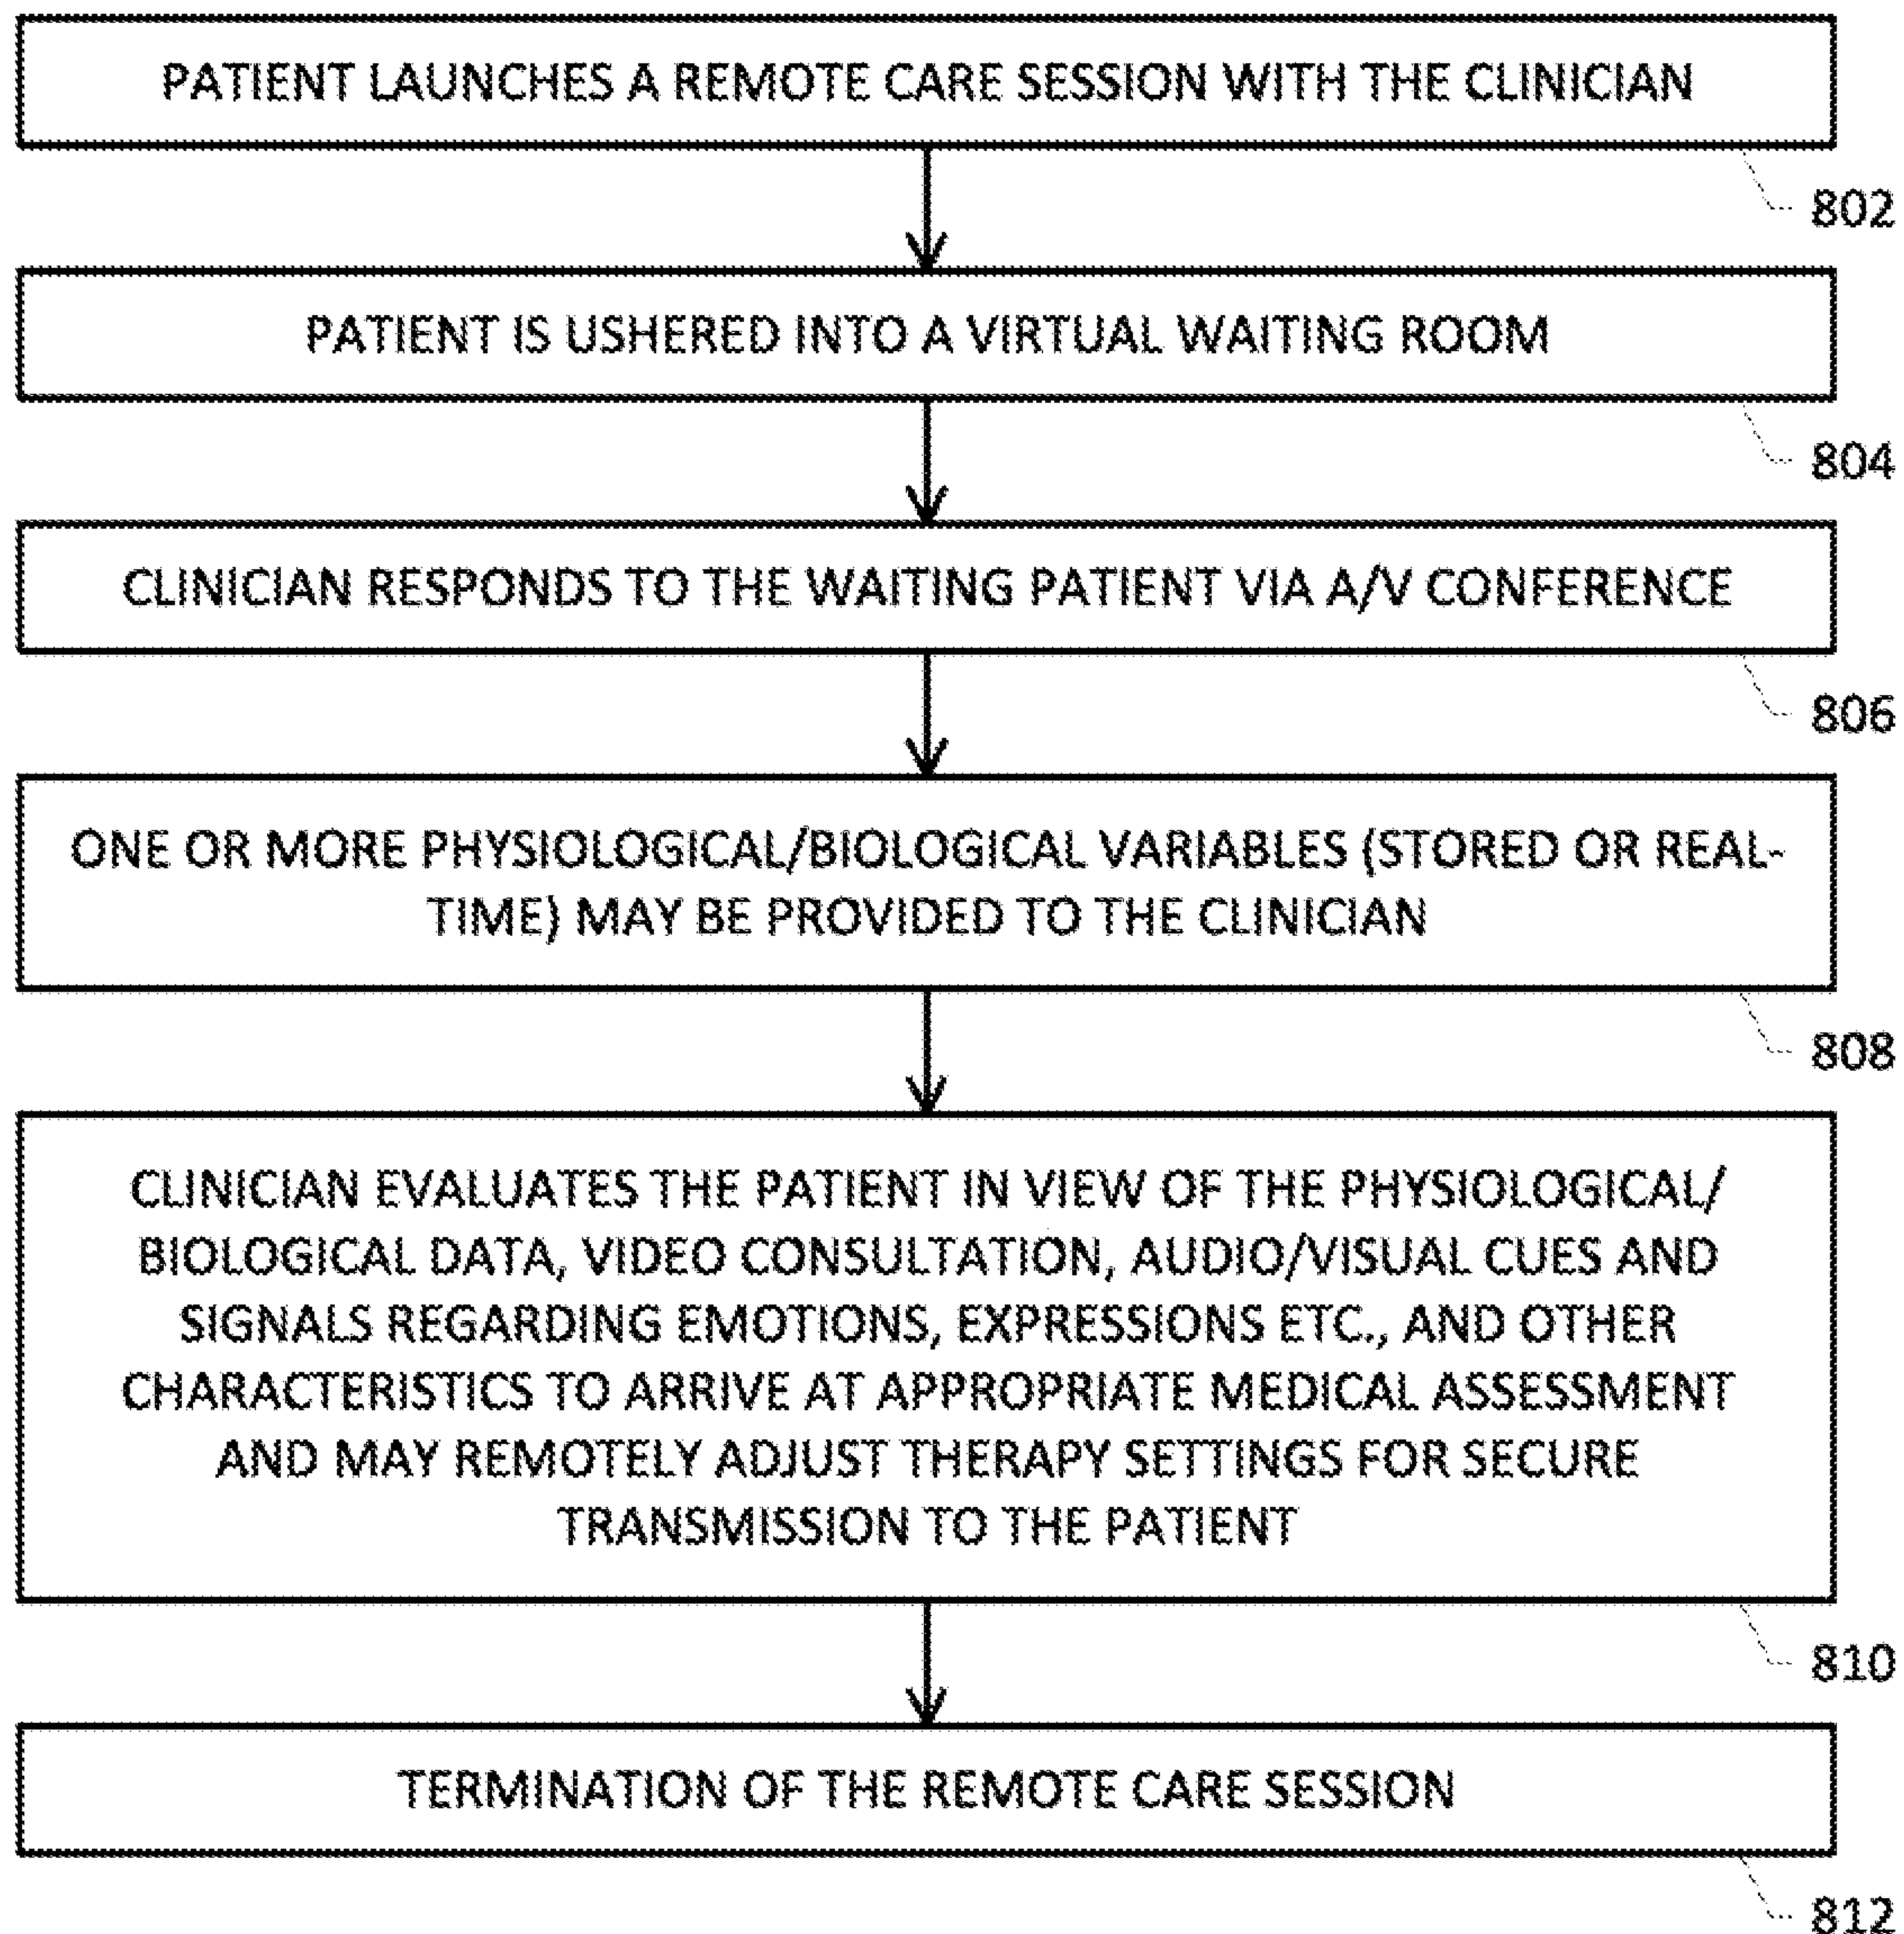 PATIENT LAUNCHES A REMOTE CARE SESSION WITH THE CLINICIAN
802
PATIENT IS USHERED INTO A VIRTUAL WAITING ROOM
804
CLINICIAN RESPONDS TO THE WAITING PATIENT VIA A/V CONFERENCE
806
ONE OR MORE PHYSIOLOGICAL/BIOLOGICAL VARIABLES (STORED OR REAL-
TIME) MAY BE PROVIDED TO THE CLINICIAN
808
CLINICIAN EVALUATES THE PATIENT IN VIEW OF THE PHYSIOLOGICAL/
BIOLOGICAL DATA, VIDEO CONSULTATION, AUDIO/VISUAL CUES AND
SIGNALS REGARDING EMOTIONS, EXPRESSIONS ETC., AND OTHER
CHARACTERISTICS TO ARRIVE AT APPROPRIATE MEDICAL ASSESSMENT
AND MAY REMOTELY ADJUST THERAPY SETTINGS FOR SECURE
TRANSMISSION TO THE PATIENT
810
TERMINATION OF THE REMOTE CARE SESSION
812